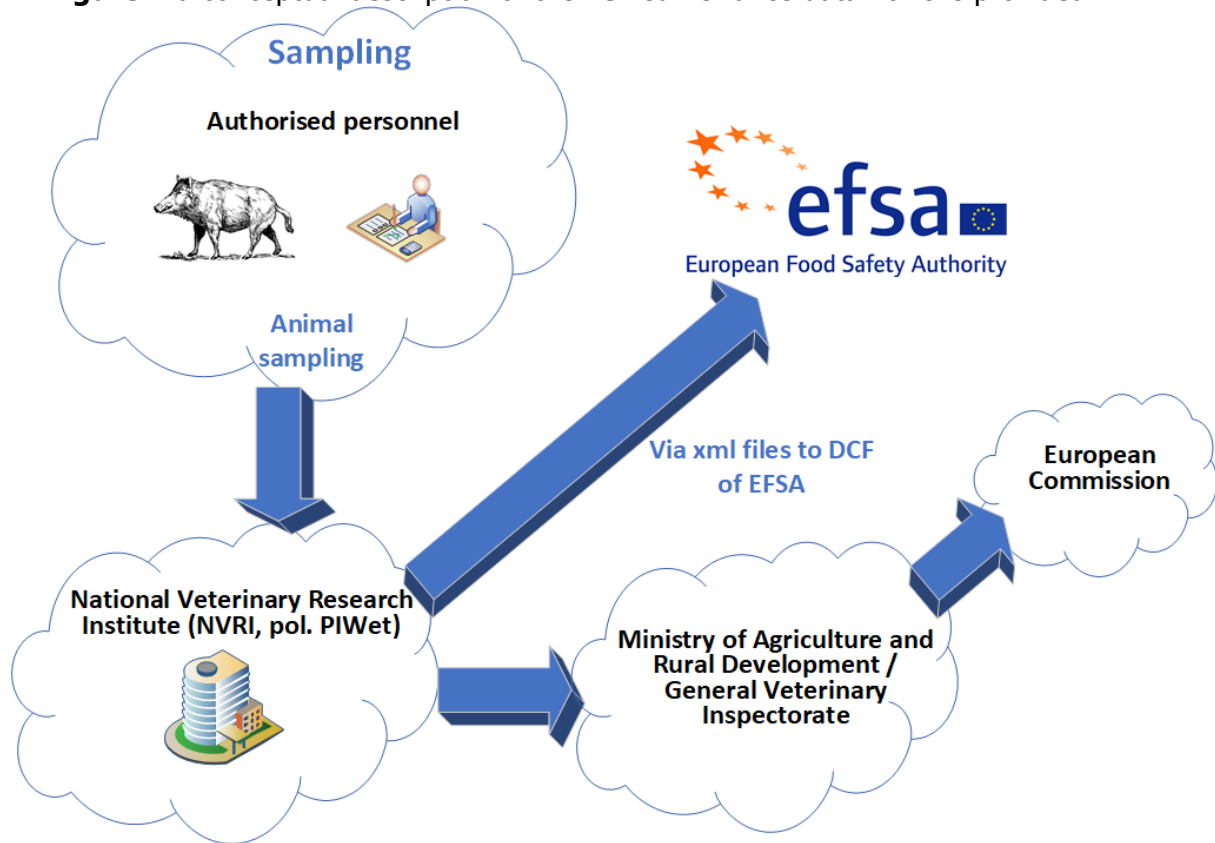 Sampling
Authorised personnel
Animal
sampling
efsa
European Food Safety Authority
Via xml files to DCF
of EFSA
European
Commission
National Veterinary Research
Institute (NVRI, pol. PIWet)
Ministry of Agriculture and
Rural Development /
General Veterinary
Inspectorate